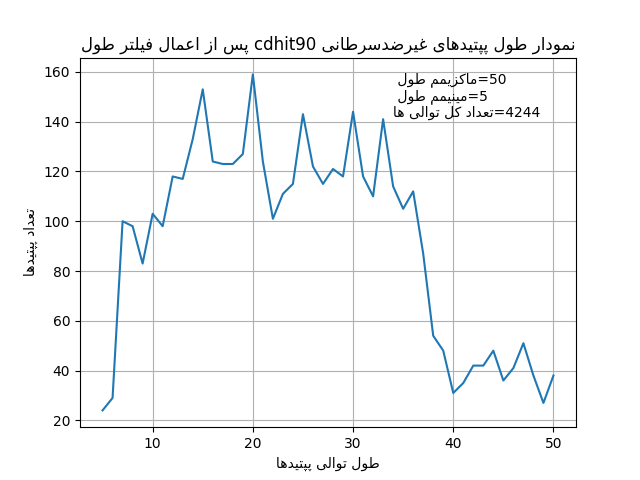 نمودار طول پپتیدهای غیرضدسرطانی cdhit90 پس از اعمال فیلتر طول
ماکزیمم طول=50
مینیمم طول=5
تعداد کل توالی ها=4244
تعداد پپتیدها
160
140
120
100
80
60
40
20
10 20 30 40 50
طول توالی پپتیدها